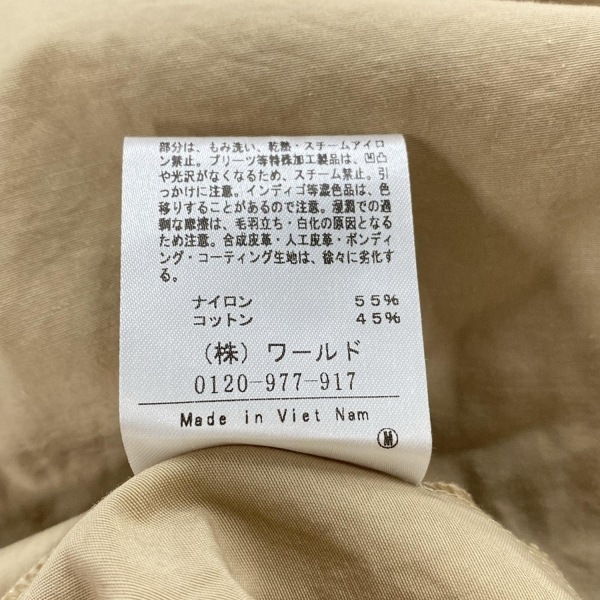 部分は、もみ洗い、乾熱・スチームアイロ
ン禁止。プリーツ等特殊加工製品は、凹凸
や光沢がなくなるため、スチーム禁止。引
っかけに注意。インディゴ等濃色品は、色
移りすることがあるので注意。湿潤での過
剰な摩擦は、毛羽立ち・白化の原因となる
ため注意。合成皮革・人工皮革・ボンディ
ング・コーティング生地は、徐々に劣化す
る。
ナイロン 55%
コットン 45%
(株)ワールド
0120-977-917
Made in Viet Nam
Ⓜ